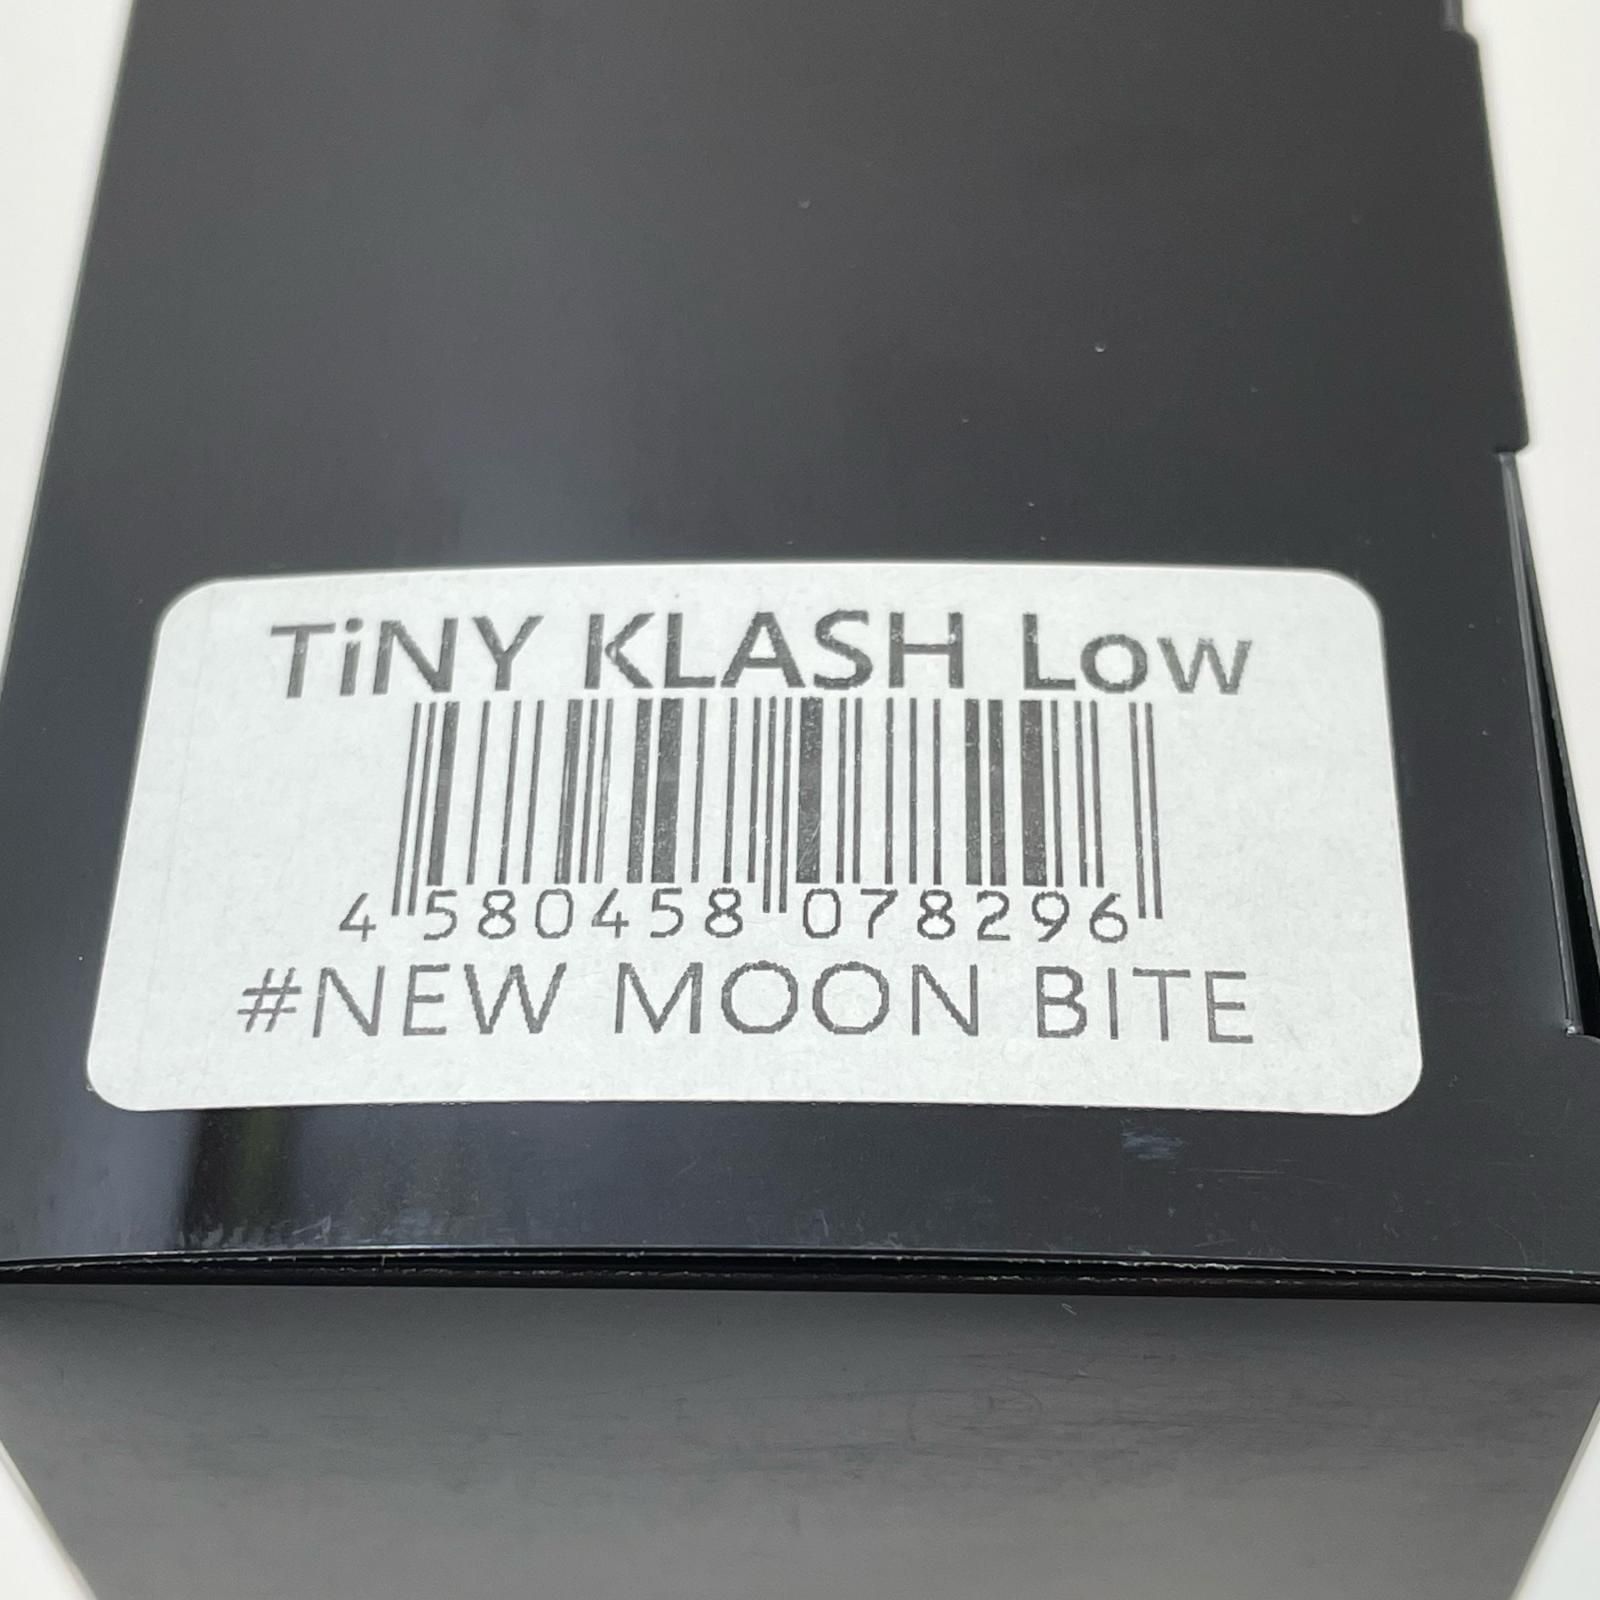 TiNY KLASH Low
4 580458 078296
#NEW MOON BITE